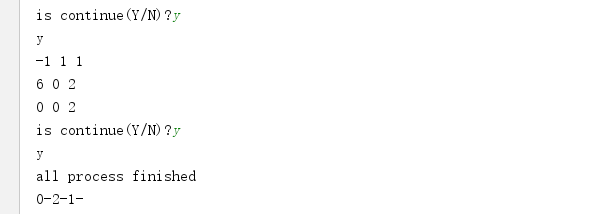 is continue(Y/N)?y
y
-1 1 1
6 0 2
0 0 2
is continue(Y/N)?y
y
all process finished
0-2-1-